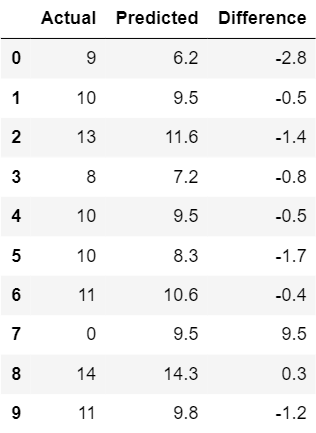 Actual Predicted Difference
0 9 6.2 -2.8
1 10 9.5 -0.5
2 13 11.6 -1.4
3 8 7.2 -0.8
4 10 9.5 -0.5
5 10 8.3 -1.7
6 11 10.6 -0.4
7 0 9.5 9.5
8 14 14.3 0.3
9 11 9.8 -1.2